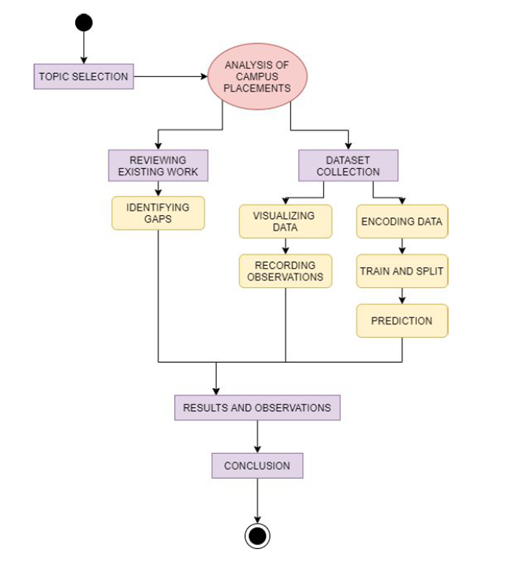 TOPIC SELECTION
ANALYSIS OF
CAMPUS
PLACEMENTS
REVIEWING
EXISTING WORK
DATASET
COLLECTION
IDENTIFYING
GAPS
VISUALIZING
DATA
ENCODING DATA
RECORDING
OBSERVATIONS
TRAIN AND SPLIT
PREDICTION
RESULTS AND OBSERVATIONS
CONCLUSION